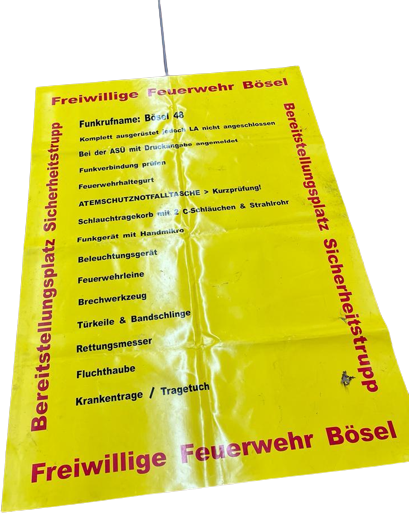 Freiwillige Feuerwehr Bösel
Bereitstellungsplatz Sicherheitstrupp
Funkrufname: Bösel 48
Komplett ausgerüstet jedoch LA nicht angeschlossen
Bei der ASÜ mit Druckangabe angemeldet
Funkverbindung prüfen
Feuerwehrhaltegurt
ATEMSCHUTZNOTFALLTASCHE > Kurzprüfung!
Schlauchtragekorb mit 2 C-Schläuchen & Strahlrohr
Funkgerät mit Handmikro
Beleuchtungsgerät
Feuerwehrleine
Brechwerkzeug
Türkeile & Bandschlinge
Rettungsmesser
Fluchthaube
Krankentrage / Tragetuch
Bereitstellungsplatz Sicherheitstrupp
Freiwillige Feuerwehr Bösel